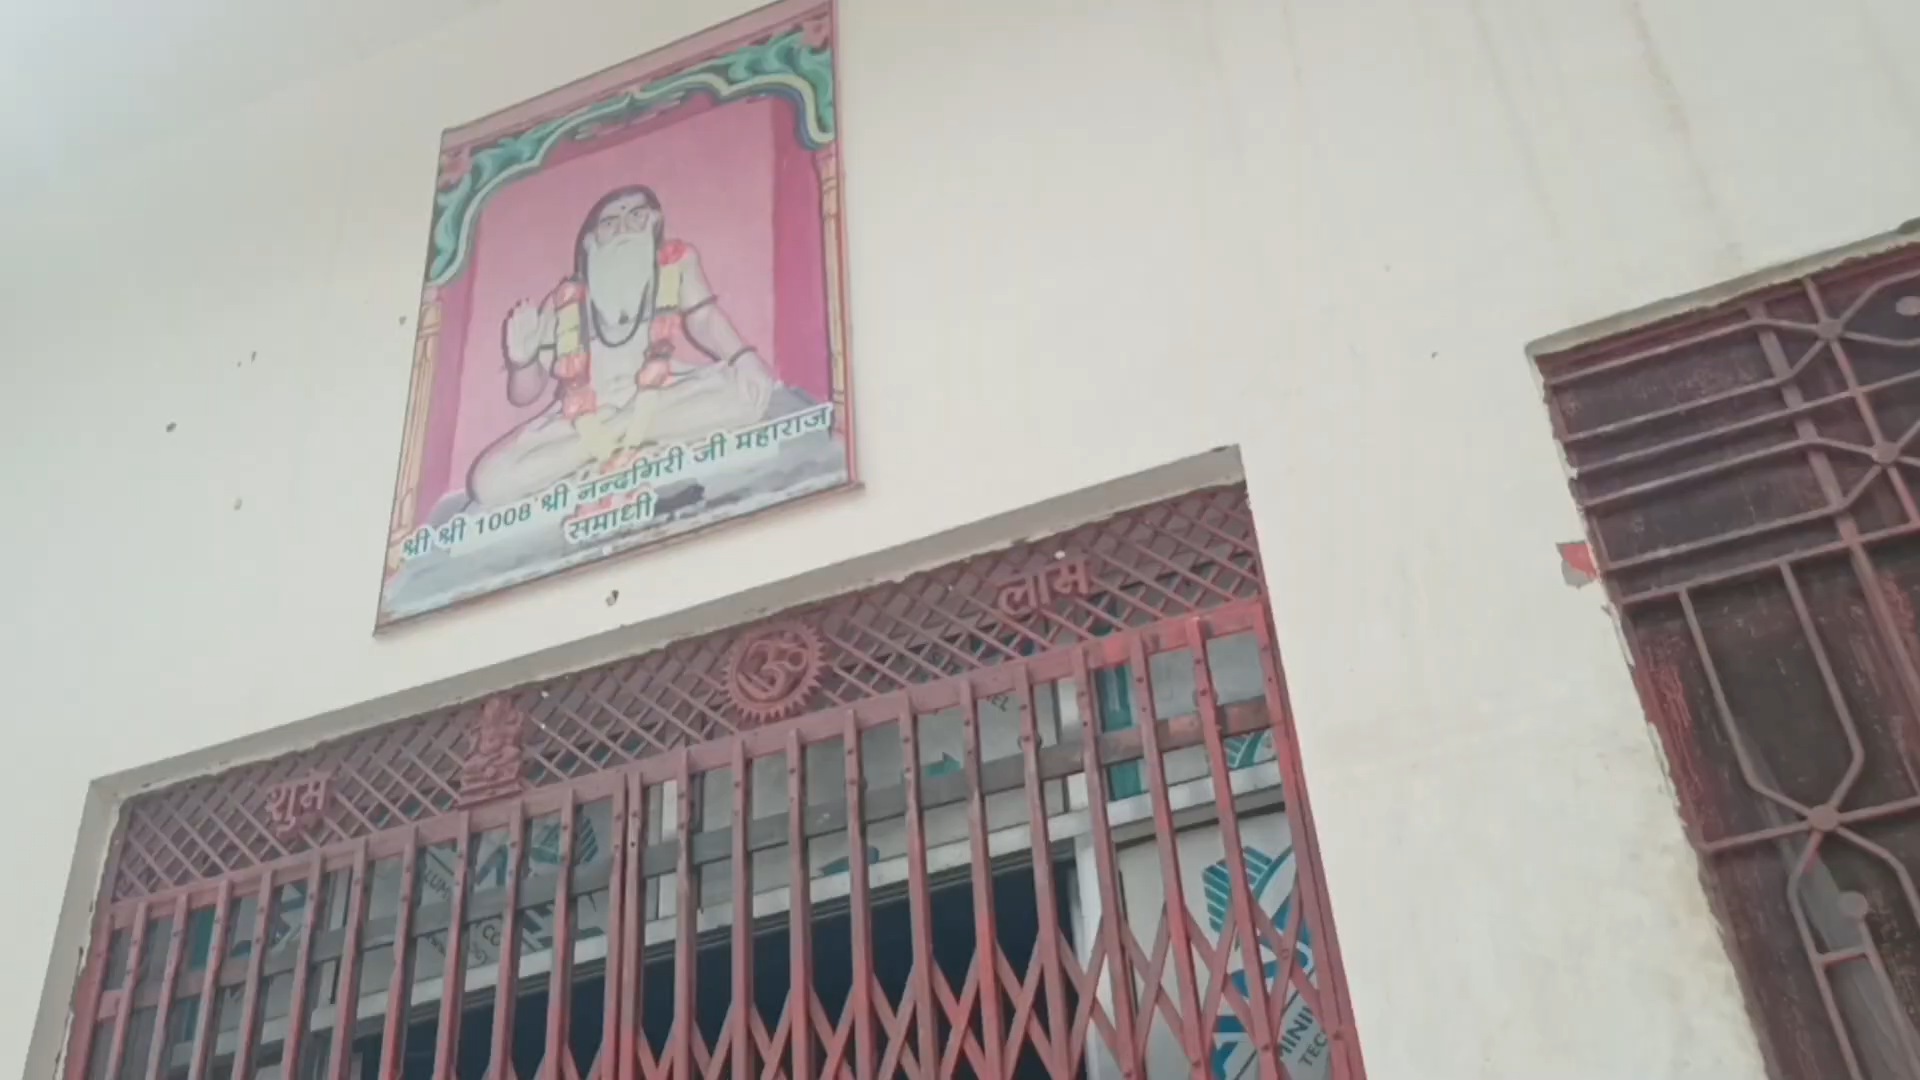 श्री श्री 1008 श्री नन्दगिरी जी महाराज
समाधी
शुभ ॐ लाभ